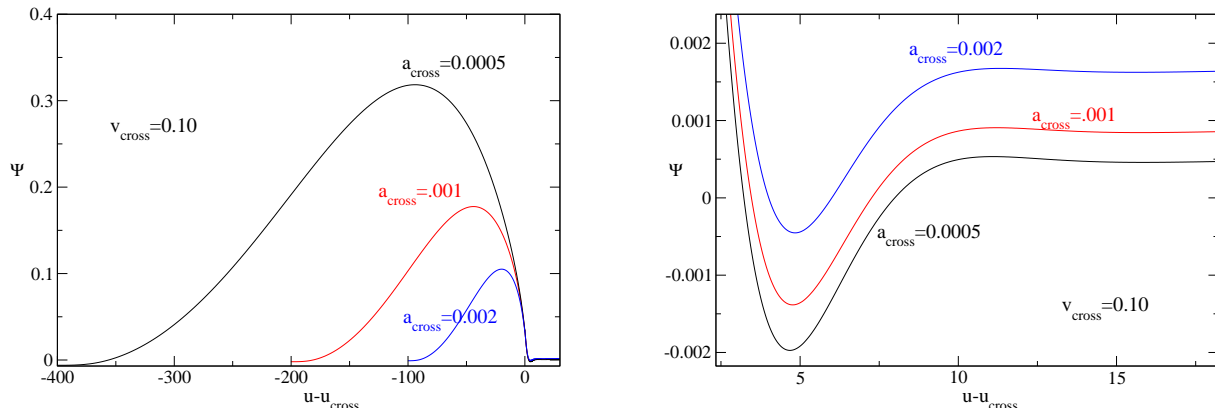 0.4
0.3
0.2
0.1
0
Ψ
a_cross=0.0005
v_cross=0.10
a_cross=.001
a_cross=0.002
-400 -300 -200 -100 0
u-u_cross
0.002
0.001
0
-0.001
-0.002
Ψ
a_cross=0.002
a_cross=.001
a_cross=0.0005
v_cross=0.10
5 10 15
u-u_cross